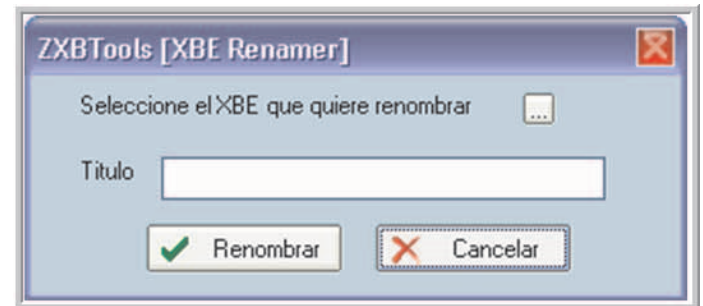 ZXBTools [XBE Renamer]
Seleccione el XBE que quiere renombrar ...
Titulo
Renombrar Cancelar